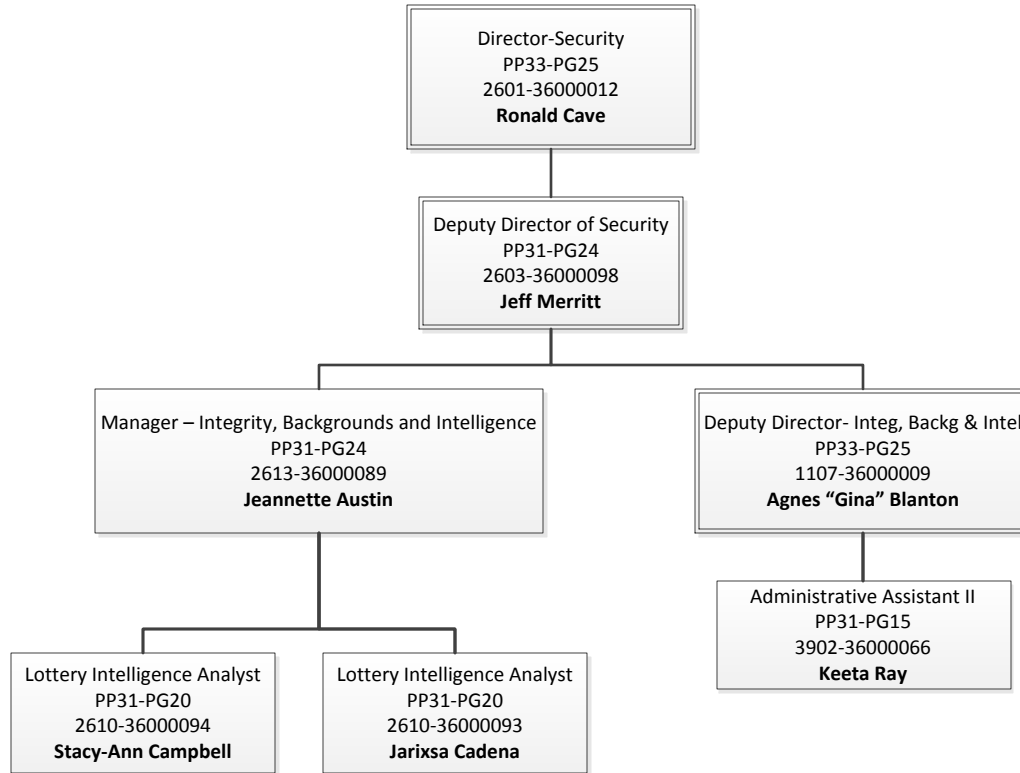 Director-Security
PP33-PG25
2601-36000012
Ronald Cave
Deputy Director of Security
PP31-PG24
2603-36000098
Jeff Merritt
Manager – Integrity, Backgrounds and Intelligence
PP31-PG24
2613-36000089
Jeannette Austin
Deputy Director- Integ, Backg & Intel
PP33-PG25
1107-36000009
Agnes “Gina” Blanton
Administrative Assistant II
PP31-PG15
3902-36000066
Keeta Ray
Lottery Intelligence Analyst
PP31-PG20
2610-36000094
Stacy-Ann Campbell
Lottery Intelligence Analyst
PP31-PG20
2610-36000093
Jarixsa Cadena